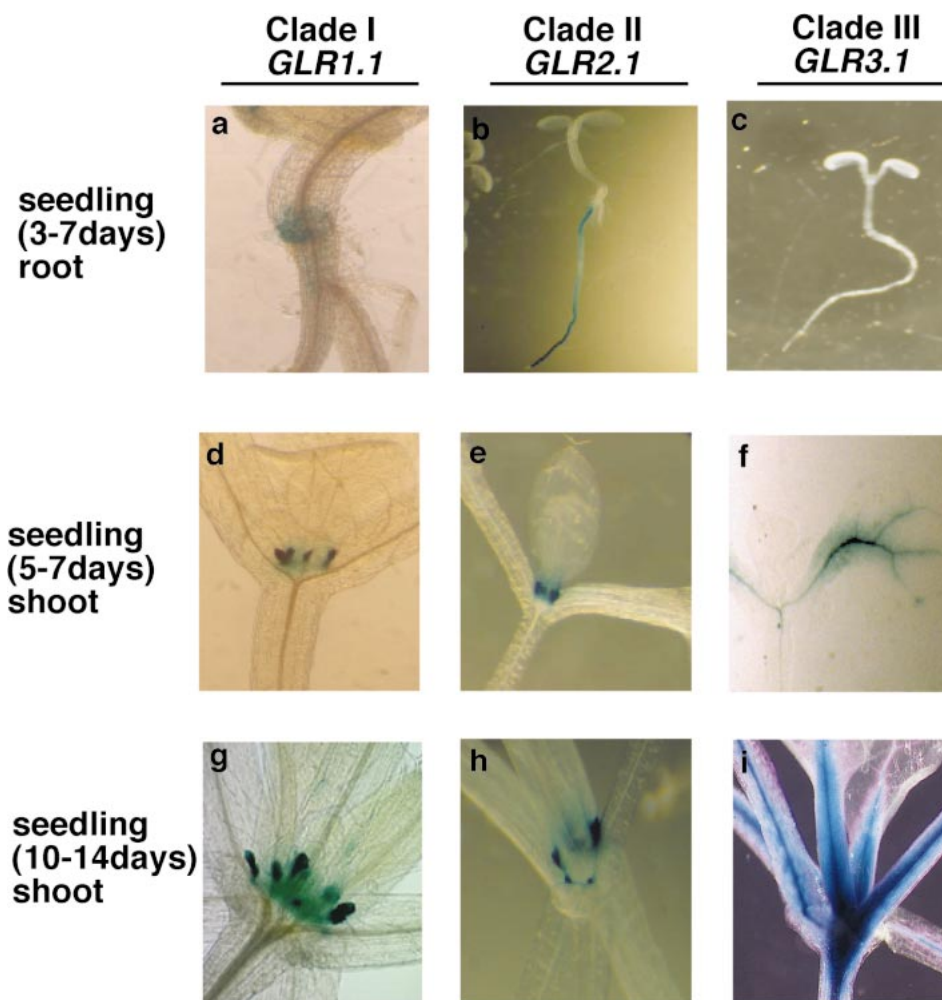 Clade I
GLR1.1
Clade II
GLR2.1
Clade III
GLR3.1
seedling
(3-7days)
root
a
b
c
seedling
(5-7days)
shoot
d
e
f
seedling
(10-14days)
shoot
g
h
i